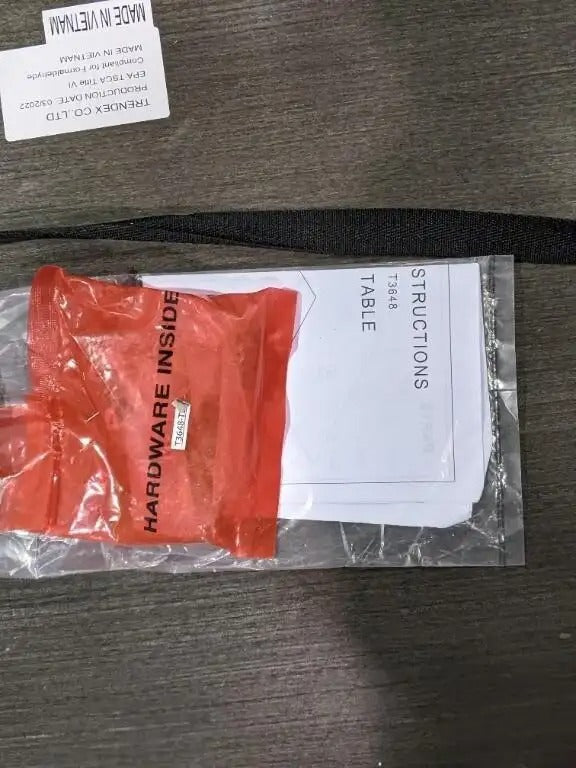 MADE IN VIETNAM
TRENDEX CO.,LTD
PRODUCTION DATE: 03/2022
EPA TSCA Title VI
Compliant for Formaldehyde
MADE IN VIETNAM
STRUCTIONS
T3648
TABLE
HARDWARE INSIDE